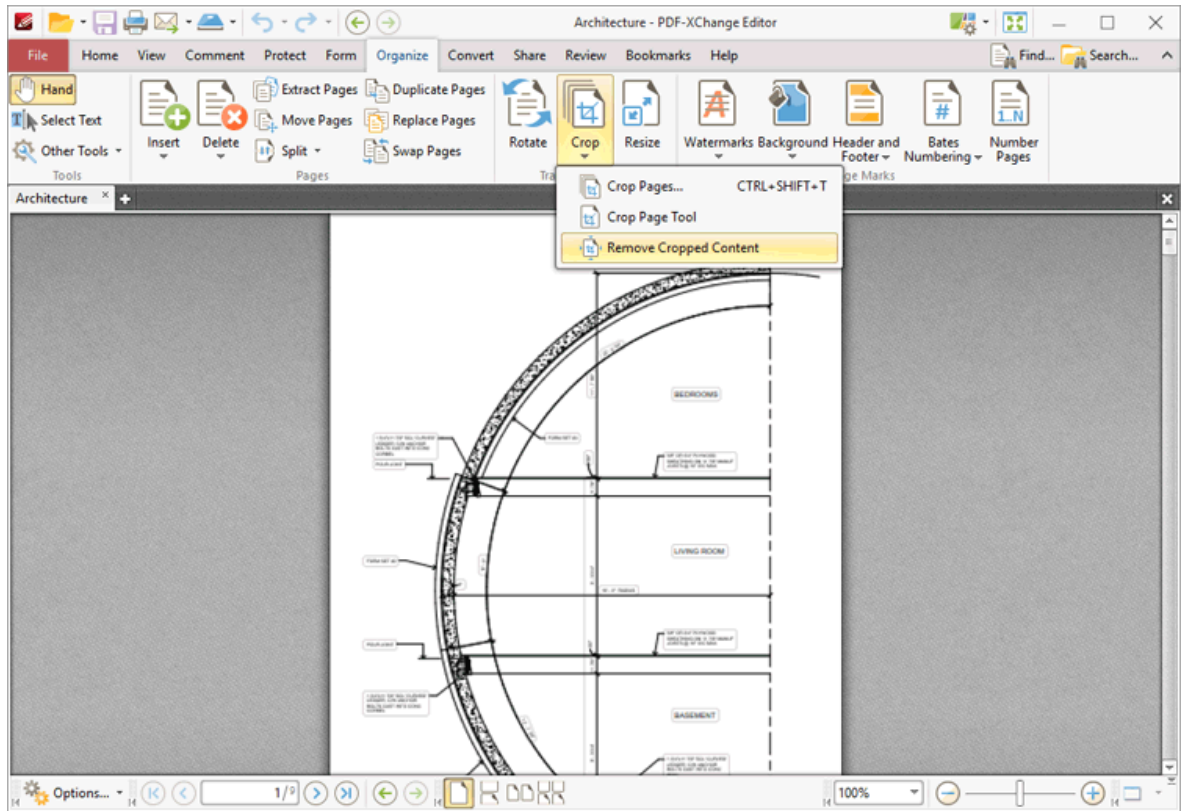 Architecture - PDF-XChange Editor
File Home View Comment Protect Form Organize Convert Share Review Bookmarks Help Find... Search...
Hand
Select Text
Other Tools
Tools
Insert
Delete
Extract Pages
Move Pages
Split
Duplicate Pages
Replace Pages
Swap Pages
Pages
Rotate
Crop
Resize
Tra
Watermarks
Background
Header and
Footer
Bates
Numbering
Number
Pages
ge Marks
Crop Pages... CTRL+SHIFT+T
Crop Page Tool
Remove Cropped Content
Architecture
BEDROOMS
LIVING ROOM
BASEMENT
Options...
1/9
100%